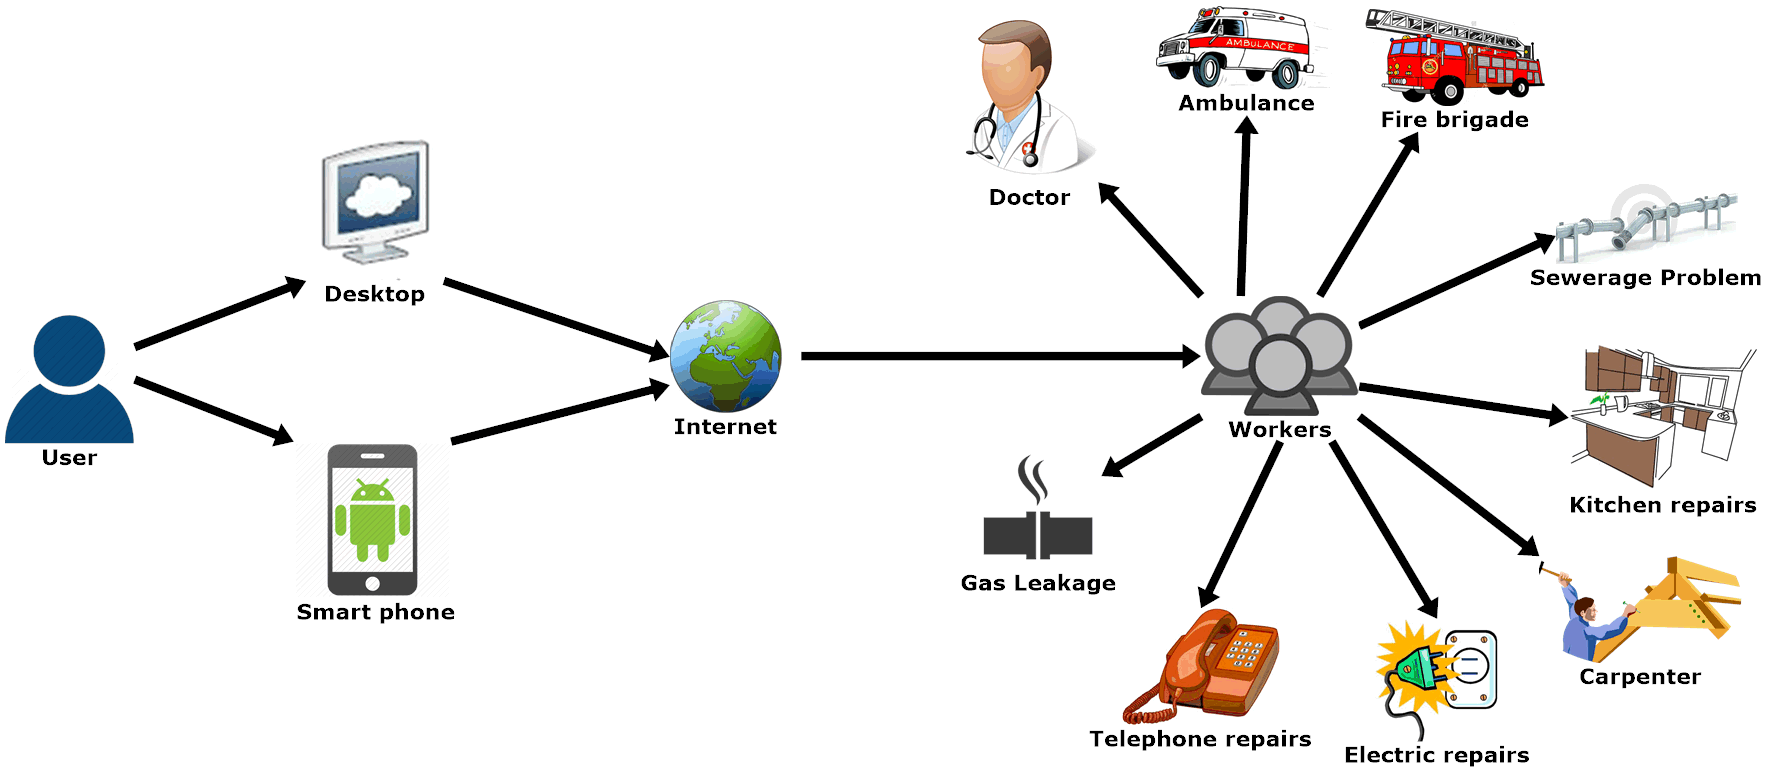 AMBULANCE
Ambulance
Fire brigade
Doctor
Sewerage Problem
Desktop
Internet
Workers
User
Kitchen repairs
Smart phone
Gas Leakage
Carpenter
Telephone repairs
Electric repairs